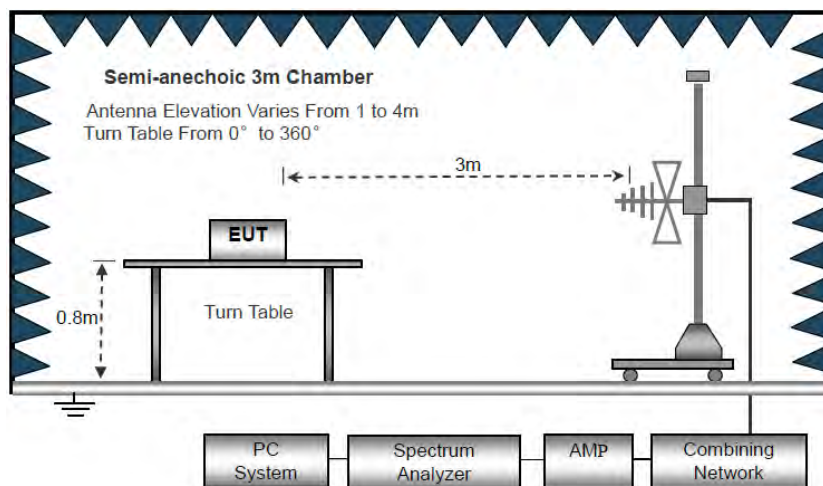 Semi-anechoic 3m Chamber
Antenna Elevation Varies From 1 to 4m
Turn Table From 0° to 360°
3m
EUT
0.8m
Turn Table
PC
System
Spectrum
Analyzer
AMP
Combining
Network